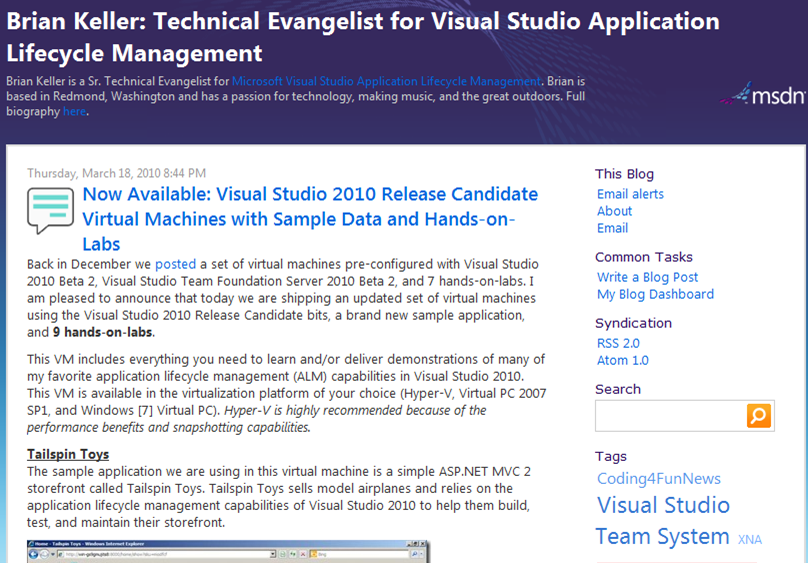 Brian Keller: Technical Evangelist for Visual Studio Application
Lifecycle Management
Brian Keller is a Sr. Technical Evangelist for Microsoft Visual Studio Application Lifecycle Management. Brian is
based in Redmond, Washington and has a passion for technology, making music, and the great outdoors. Full
biography here.
msdn
Thursday, March 18, 2010 8:44 PM
Now Available: Visual Studio 2010 Release Candidate
Virtual Machines with Sample Data and Hands-on-
Labs
Back in December we posted a set of virtual machines pre-configured with Visual Studio
2010 Beta 2, Visual Studio Team Foundation Server 2010 Beta 2, and 7 hands-on-labs. I
am pleased to announce that today we are shipping an updated set of virtual machines
using the Visual Studio 2010 Release Candidate bits, a brand new sample application,
and 9 hands-on-labs.
This VM includes everything you need to learn and/or deliver demonstrations of many of
my favorite application lifecycle management (ALM) capabilities in Visual Studio 2010.
This VM is available in the virtualization platform of your choice (Hyper-V, Virtual PC 2007
SP1, and Windows [7] Virtual PC). Hyper-V is highly recommended because of the
performance benefits and snapshotting capabilities.
Tailspin Toys
The sample application we are using in this virtual machine is a simple ASP.NET MVC 2
storefront called Tailspin Toys. Tailspin Toys sells model airplanes and relies on the
application lifecycle management capabilities of Visual Studio 2010 to help them build,
test, and maintain their storefront.
Home - Tailspin Toys - Windows Internet Explorer
This Blog
Email alerts
About
Email
Common Tasks
Write a Blog Post
My Blog Dashboard
Syndication
RSS 2.0
Atom 1.0
Search
Tags
Coding4FunNews
Visual Studio
Team System XNA